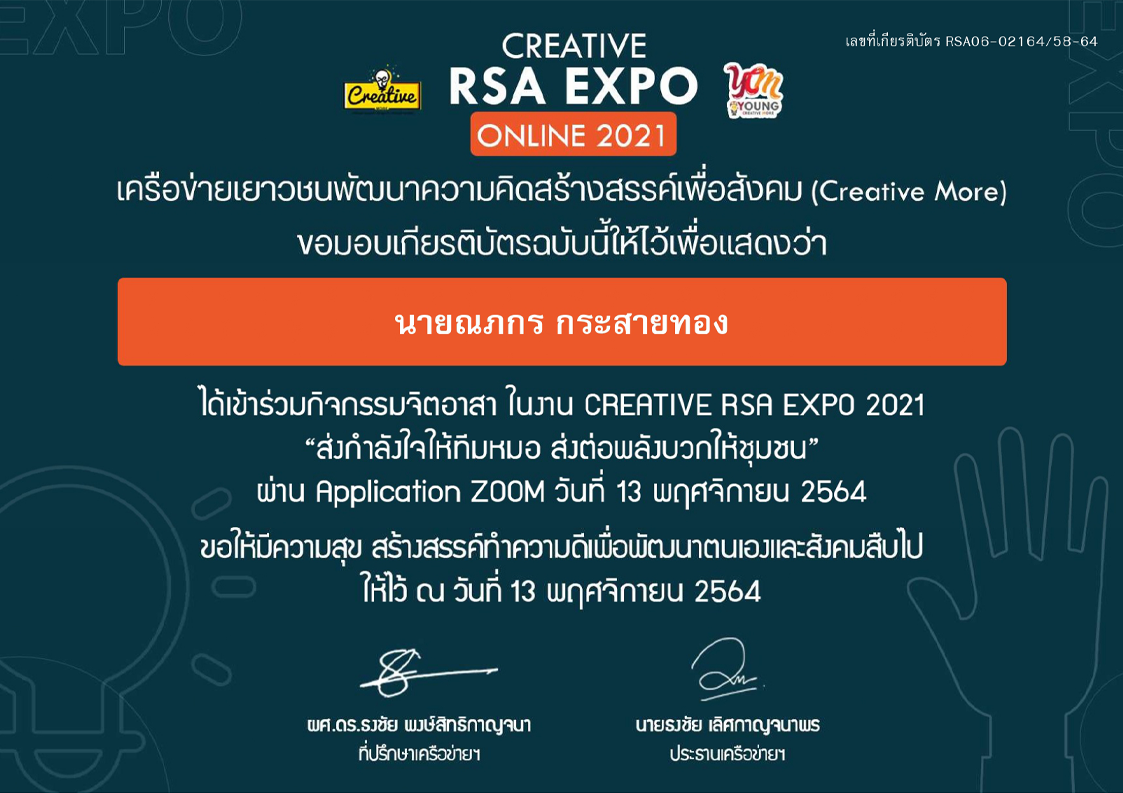 เลขที่เกียรติบัตร RSA06-02164/58-64
CREATIVE
RSA EXPO
ONLINE 2021
Creative
YCM
YOUNG
CREATIVE MORE
เครือข่ายเยาวชนพัฒนาความคิดสร้างสรรค์เพื่อสังคม (Creative More)
ขอมอบเกียรติบัตรฉบับนี้ให้ไว้เพื่อแสดงว่า
นายณภกร กระสายทอง
ได้เข้าร่วมกิจกรรมจิตอาสา ในงาน CREATIVE RSA EXPO 2021
“ส่งกำลังใจให้ทีมหมอ ส่งต่อพลังบวกให้ชุมชน”
ผ่าน Application ZOOM วันที่ 13 พฤศจิกายน 2564
ขอให้มีความสุข สร้างสรรค์ทำความดีเพื่อพัฒนาตนเองและสังคมสืบไป
ให้ไว้ ณ วันที่ 13 พฤศจิกายน 2564
ผศ.ดร.ธงชัย พงษ์สิทธิกาญจนา
ที่ปรึกษาเครือข่ายฯ
นายธงชัย เลิศกาญจนาพร
ประธานเครือข่ายฯ
EXPO
EXPO